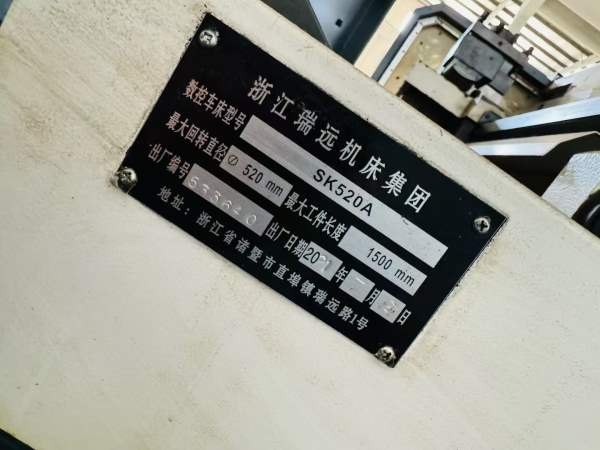 浙江瑞远机床集团
数控车床型号 SK520A
最大回转直径 Ø 520 mm 最大工件长度 1500 mm
出厂编号 出厂日期 20 年 月 日
地址：浙江省诸暨市直埠镇瑞远路1号